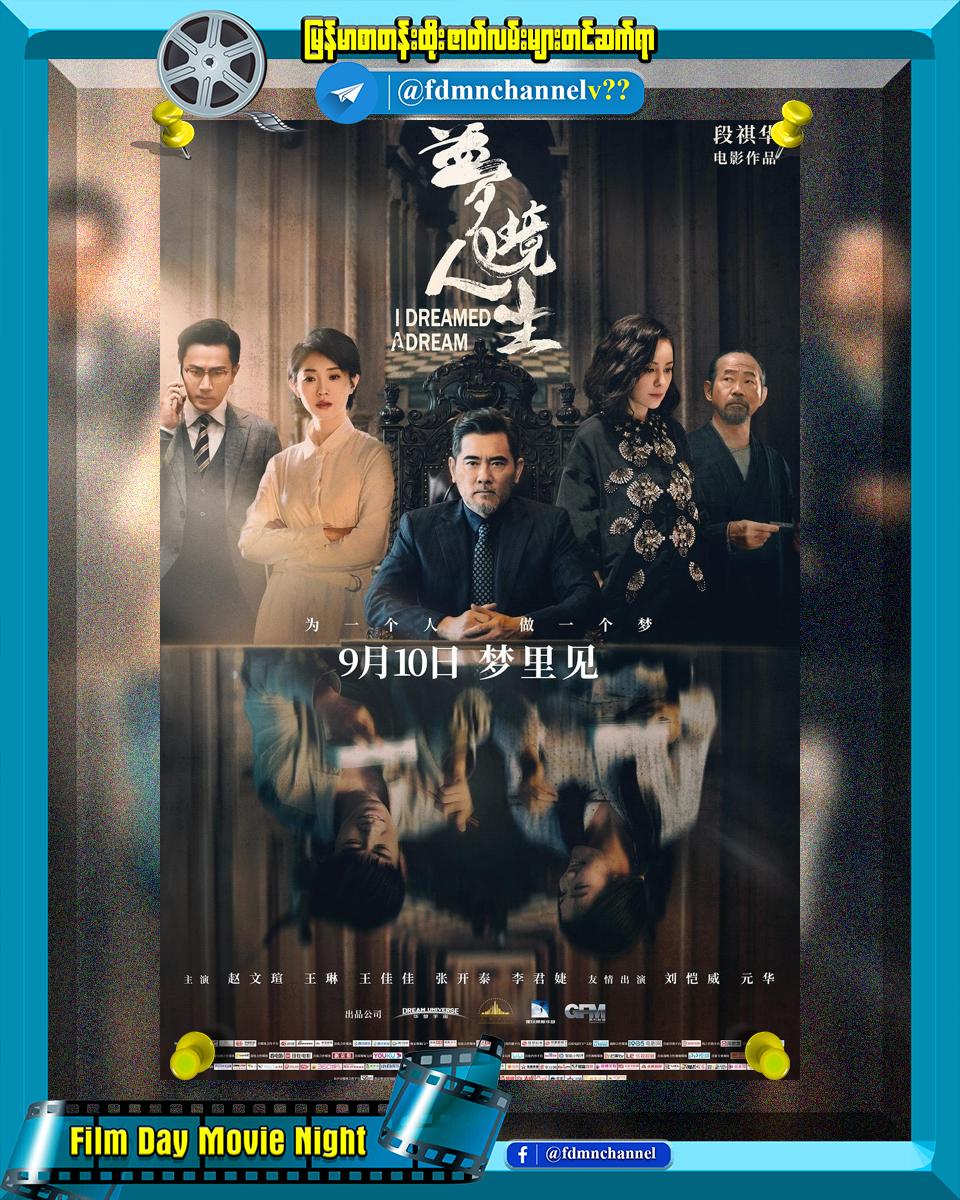 မြန်မာစာတန်းထိုးဇာတ်လမ်းများတင်ဆက်ရာ
@fdmnchannelv??
段祺华
电影作品
梦境人生
I DREAMED
A DREAM
为一个人 做一个梦
9月10日 梦里见
主演 赵文瑄 王琳 王佳佳 张开泰 李君婕 友情出演 刘恺威 元华
出品公司 DREAM UNIVERSE GFM
Film Day Movie Night
@fdmnchannel